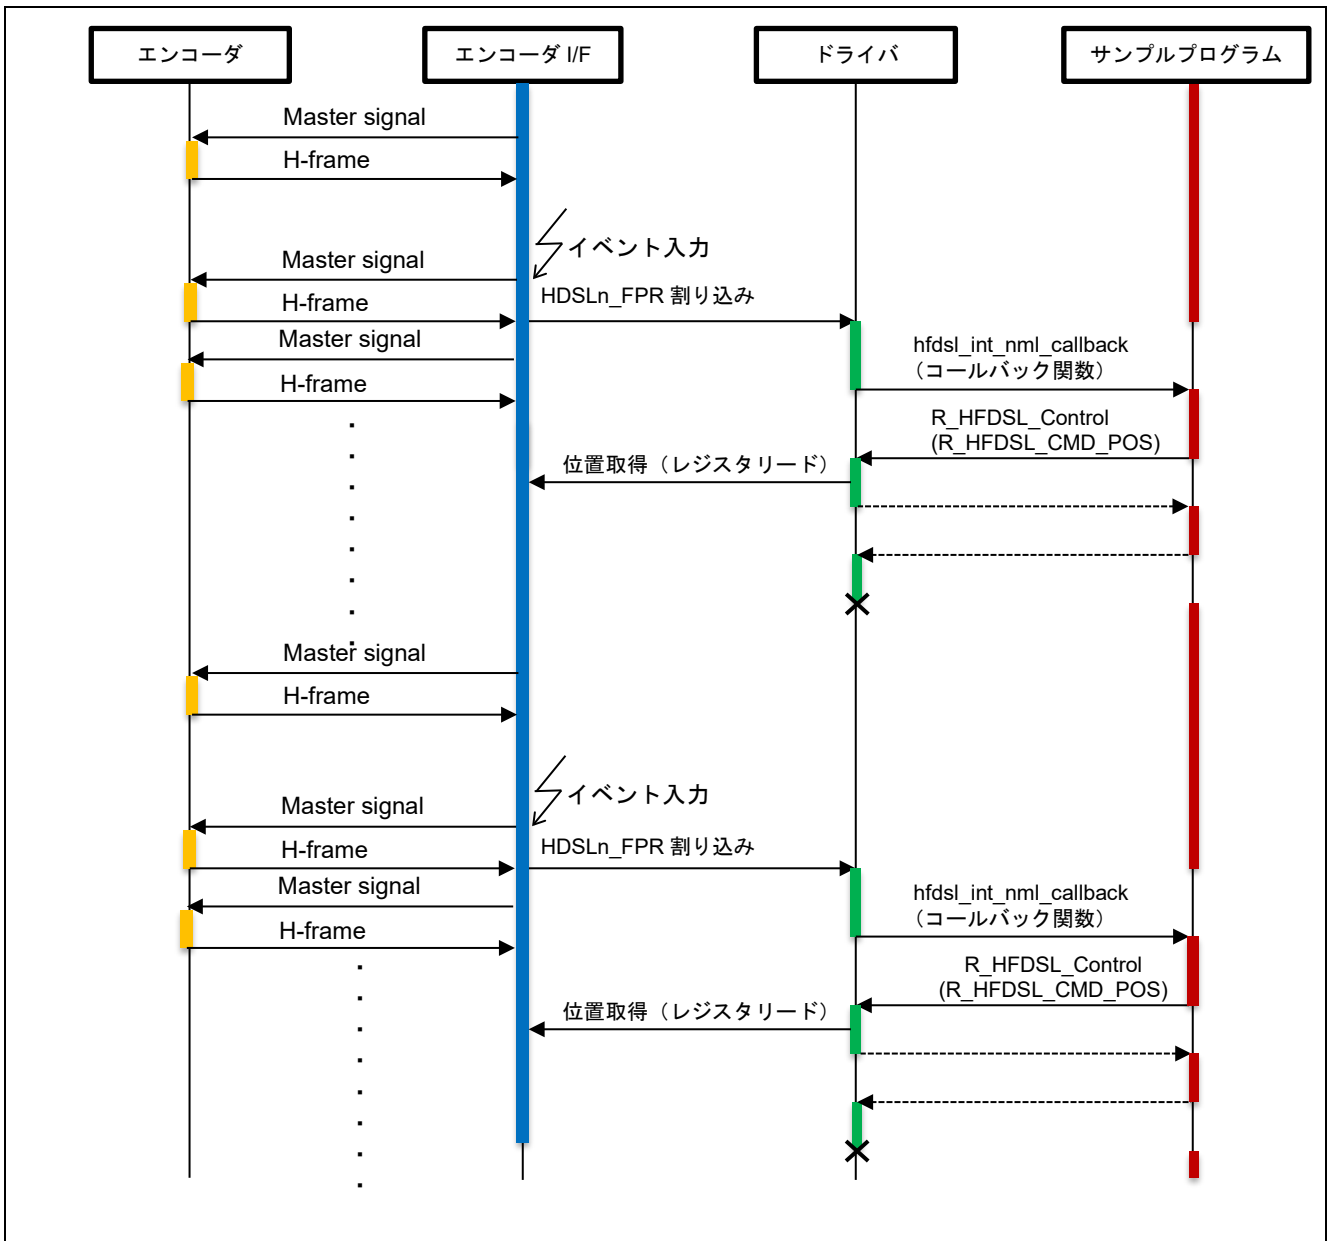 エンコーダ
エンコーダ I/F
ドライバ
サンプルプログラム
Master signal
H-frame
イベント入力
Master signal
HDSLn_FPR 割り込み
H-frame
Master signal
hfdsl_int_nml_callback
（コールバック関数）
H-frame
R_HFDSL_Control
(R_HFDSL_CMD_POS)
位置取得（レジスタリード）
Master signal
H-frame
イベント入力
Master signal
HDSLn_FPR 割り込み
H-frame
Master signal
hfdsl_int_nml_callback
（コールバック関数）
H-frame
R_HFDSL_Control
(R_HFDSL_CMD_POS)
位置取得（レジスタリード）